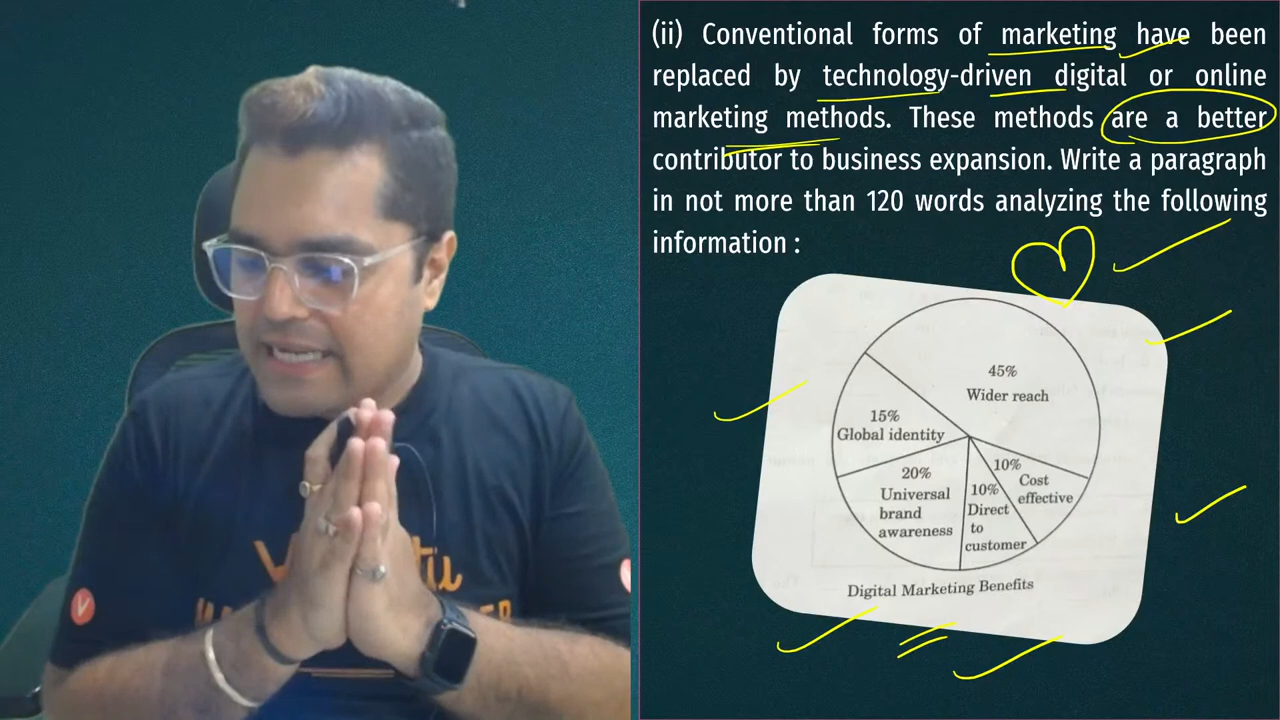 (ii) Conventional forms of marketing have been
replaced by technology-driven digital or online
marketing methods. These methods are a better
contributor to business expansion. Write a paragraph
in not more than 120 words analyzing the following
information :
45%
Wider reach
15%
Global identity
20%
Universal
brand
awareness
10%
Direct
to
customer
10%
Cost
effective
Digital Marketing Benefits